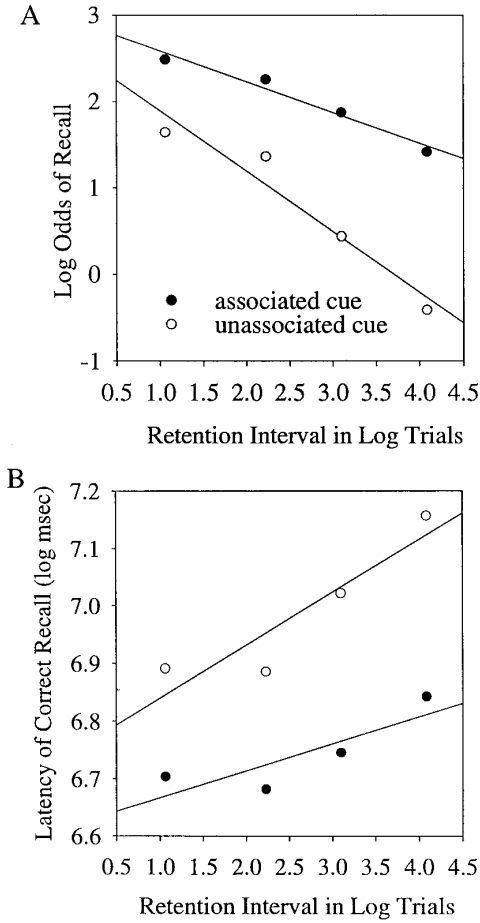 A
Log Odds of Recall
3
2
1
0
-1
associated cue
unassociated cue
0.5 1.0 1.5 2.0 2.5 3.0 3.5 4.0 4.5
Retention Interval in Log Trials
B
Latency of Correct Recall (log msec)
7.2
7.1
7.0
6.9
6.8
6.7
6.6
0.5 1.0 1.5 2.0 2.5 3.0 3.5 4.0 4.5
Retention Interval in Log Trials